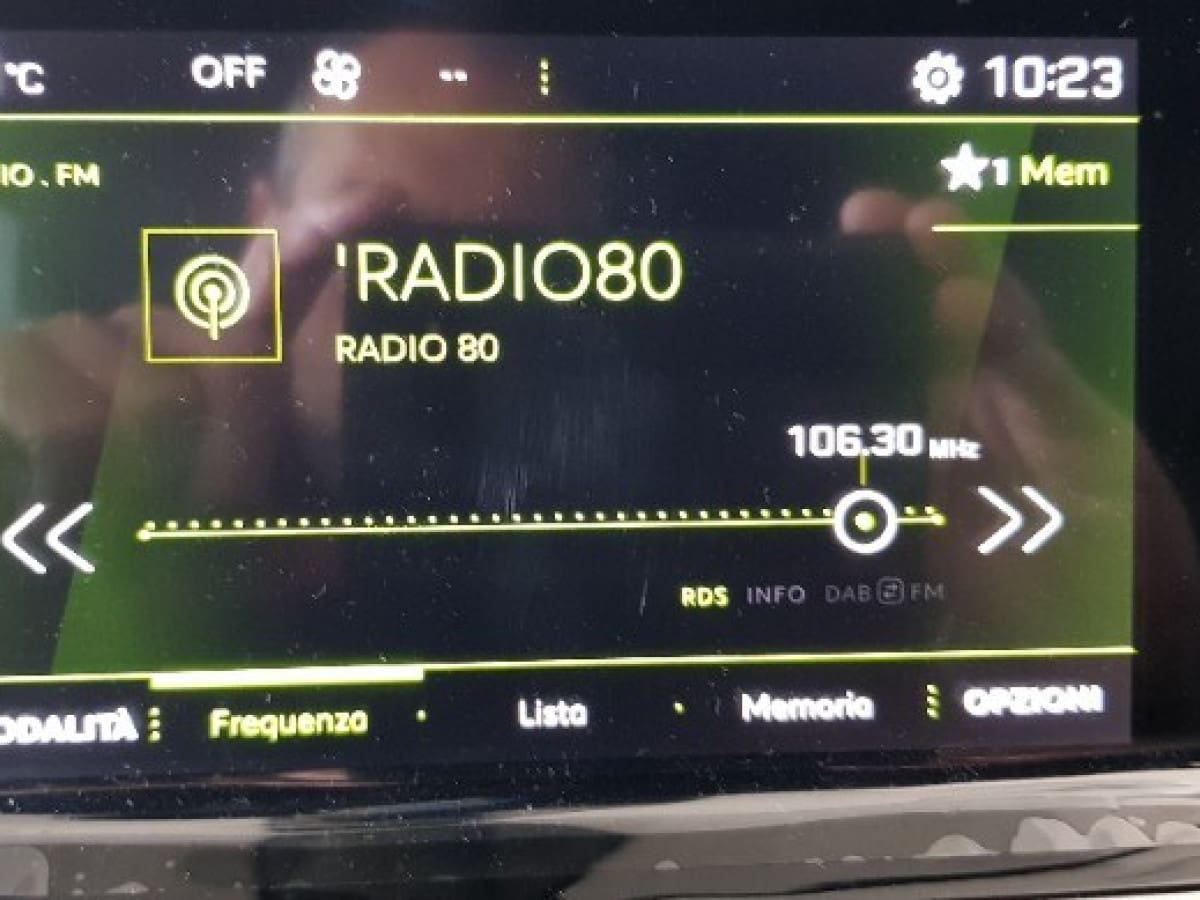 °C OFF -- 10:23
IO . FM
1 Mem
'RADIO80
RADIO 80
106.30 MHz
RDS INFO DAB FM
ODALITÀ Frequenza Lista Memoria OPZIONI